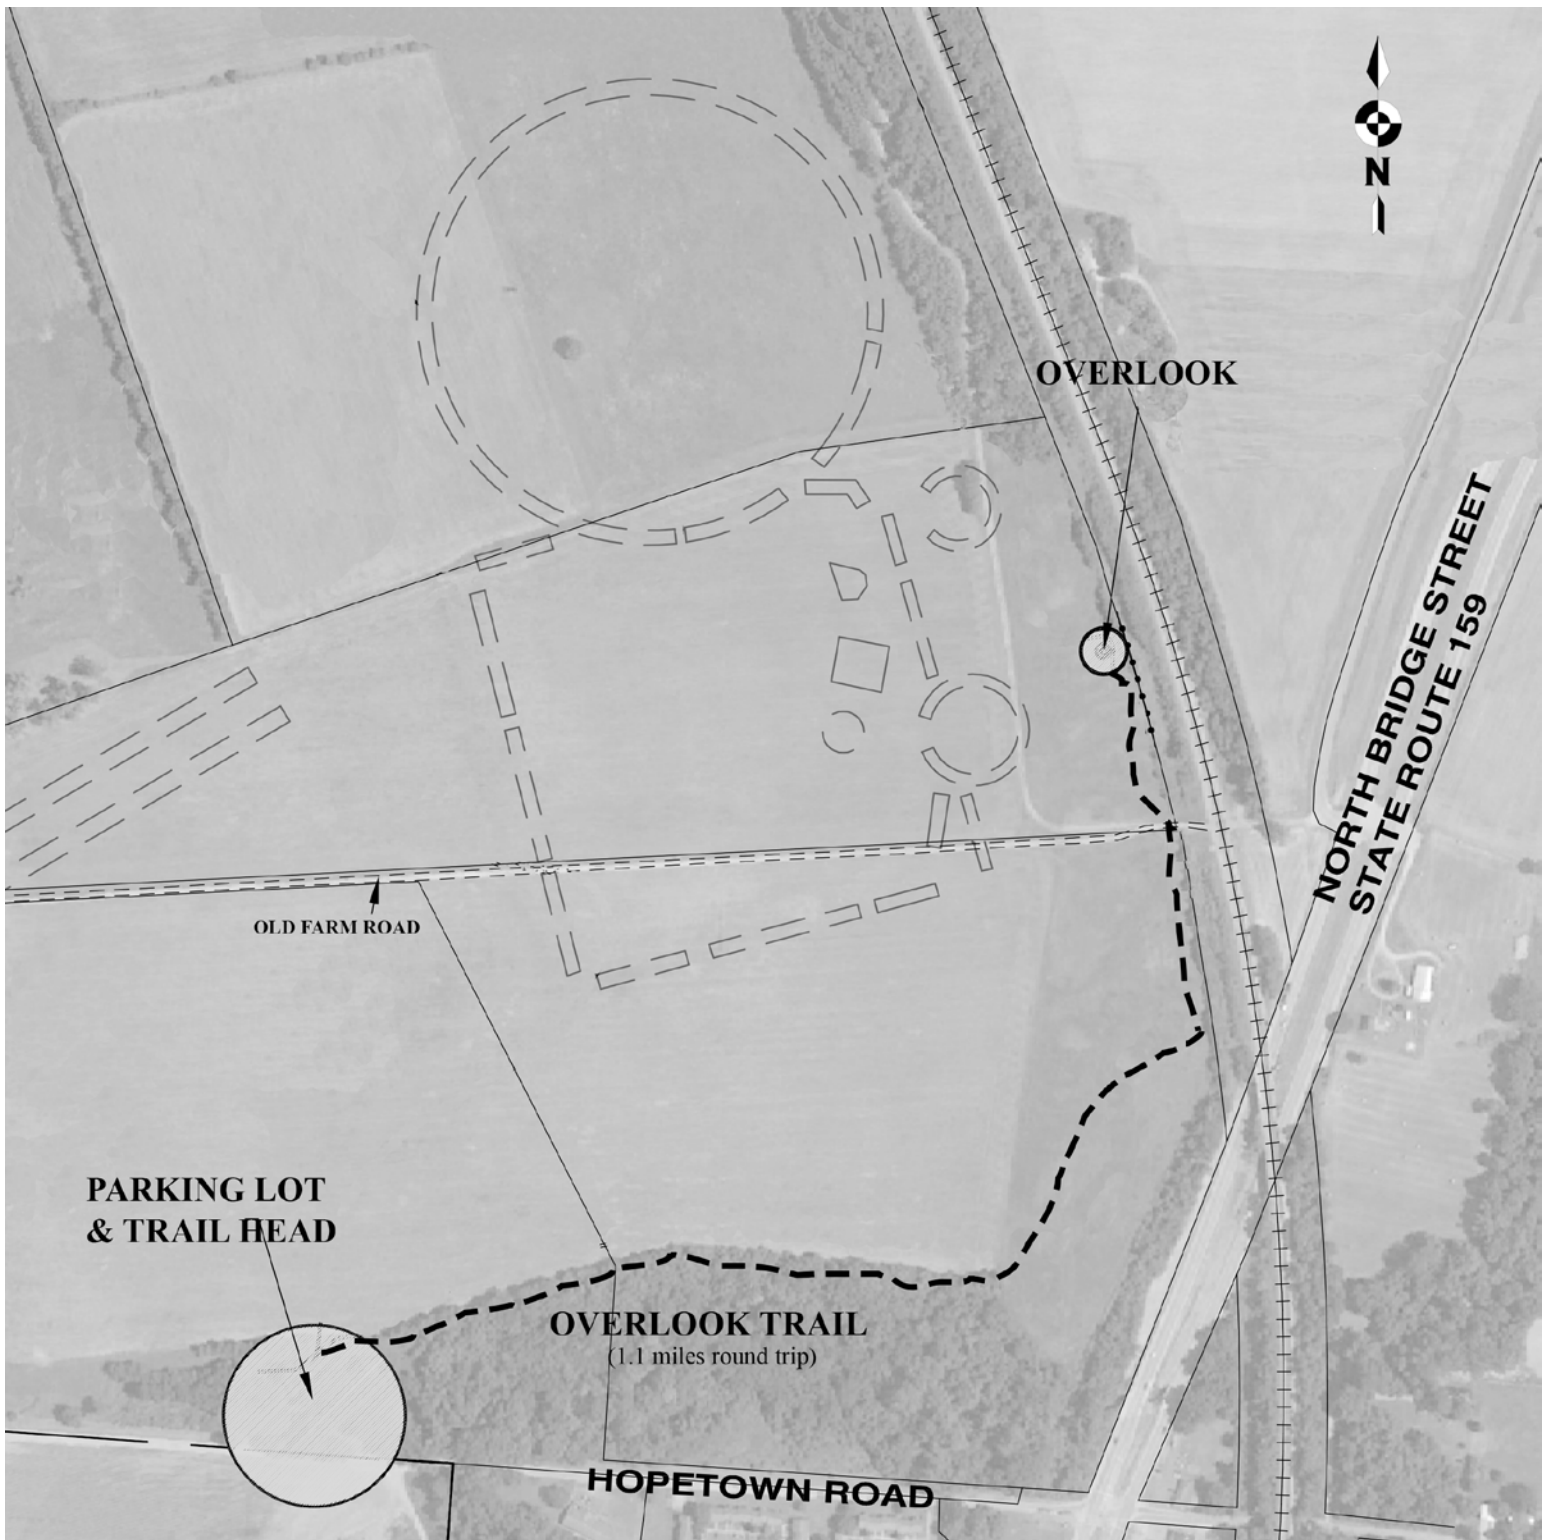 N
OVERLOOK
NORTH BRIDGE STREET
STATE ROUTE 159
OLD FARM ROAD
PARKING LOT
& TRAIL HEAD
OVERLOOK TRAIL
(1.1 miles round trip)
HOPETOWN ROAD